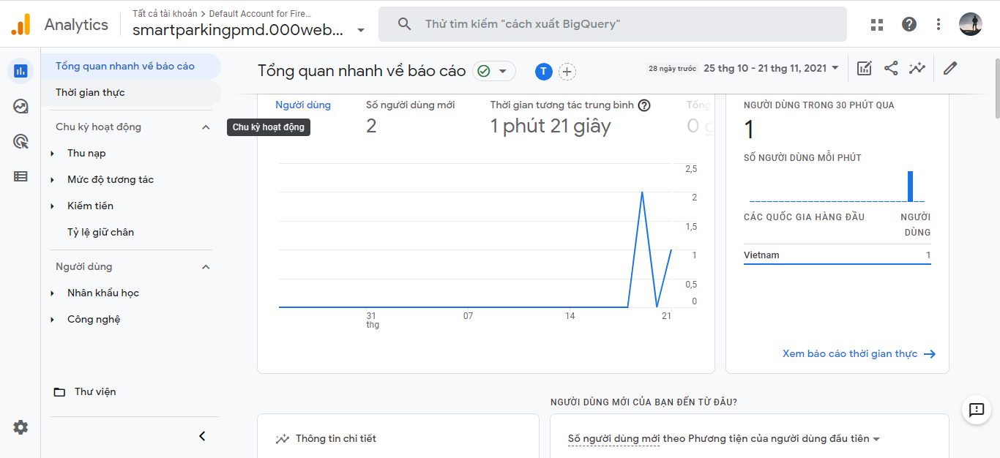 Analytics
Tất cả tài khoản > Default Account for Fire...
smartparkingpmd.000web...
Thử tìm kiếm "cách xuất BigQuery"
Tổng quan nhanh về báo cáo
Thời gian thực
Chu kỳ hoạt động
Thu nạp
Mức độ tương tác
Kiếm tiền
Tỷ lệ giữ chân
Người dùng
Nhân khẩu học
Công nghệ
Thư viện
Chu kỳ hoạt động
Tổng quan nhanh về báo cáo
T
28 ngày trước 25 thg 10 - 21 thg 11, 2021
Người dùng
Số người dùng mới
2
Thời gian tương tác trung bình
1 phút 21 giây
Tổng
0 g
2,5
2
1,5
1
0,5
0
31 07 14 21
thg
NGƯỜI DÙNG TRONG 30 PHÚT QUA
1
SỐ NGƯỜI DÙNG MỖI PHÚT
CÁC QUỐC GIA HÀNG ĐẦU
NGƯỜI
DÙNG
Vietnam 1
Xem báo cáo thời gian thực
NGƯỜI DÙNG MỚI CỦA BẠN ĐẾN TỪ ĐÂU?
Thông tin chi tiết
Số người dùng mới theo Phương tiện của người dùng đầu tiên